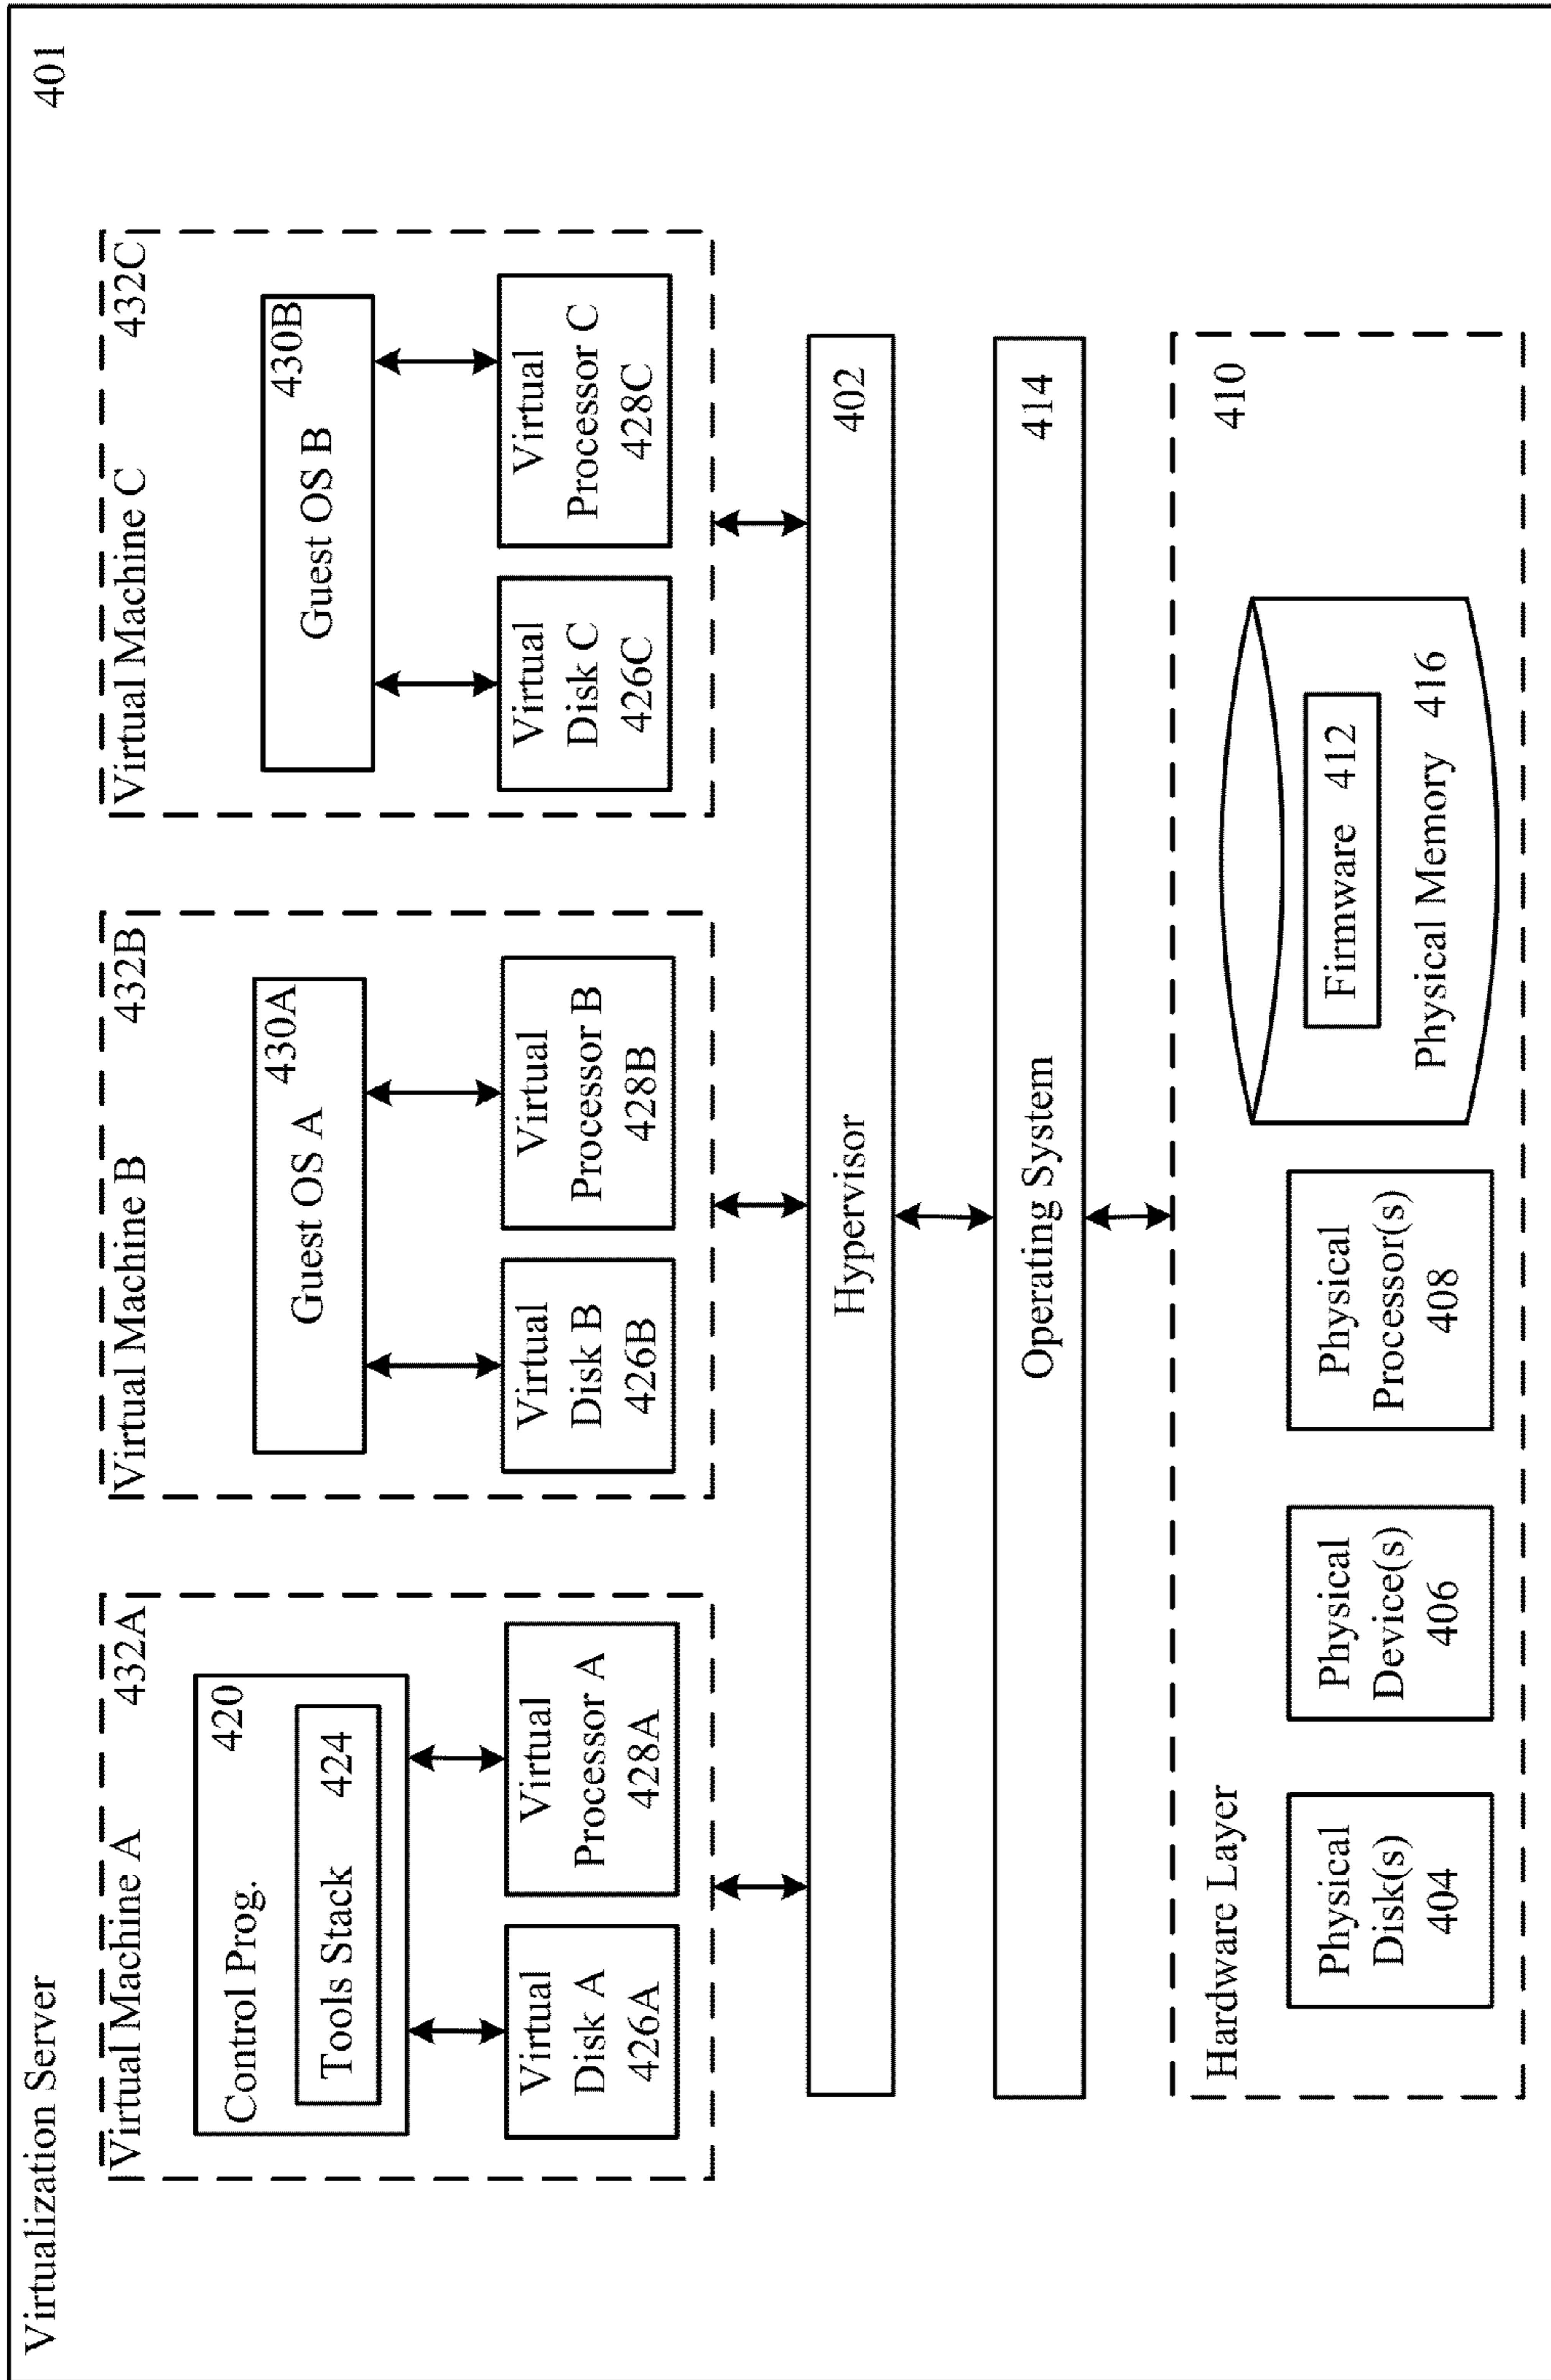 Virtualization Server
401
Virtual Machine A
432A
Control Prog.
420
Tools Stack 424
Virtual
Disk A
426A
Virtual
Processor A
428A
Virtual Machine B
432B
Guest OS A
430A
Virtual
Disk B
426B
Virtual
Processor B
428B
Virtual Machine C
432C
Guest OS B
430B
Virtual
Disk C
426C
Virtual
Processor C
428C
Hypervisor
402
Operating System
414
Hardware Layer
410
Physical
Disk(s)
404
Physical
Device(s)
406
Physical
Processor(s)
408
Firmware 412
Physical Memory 416